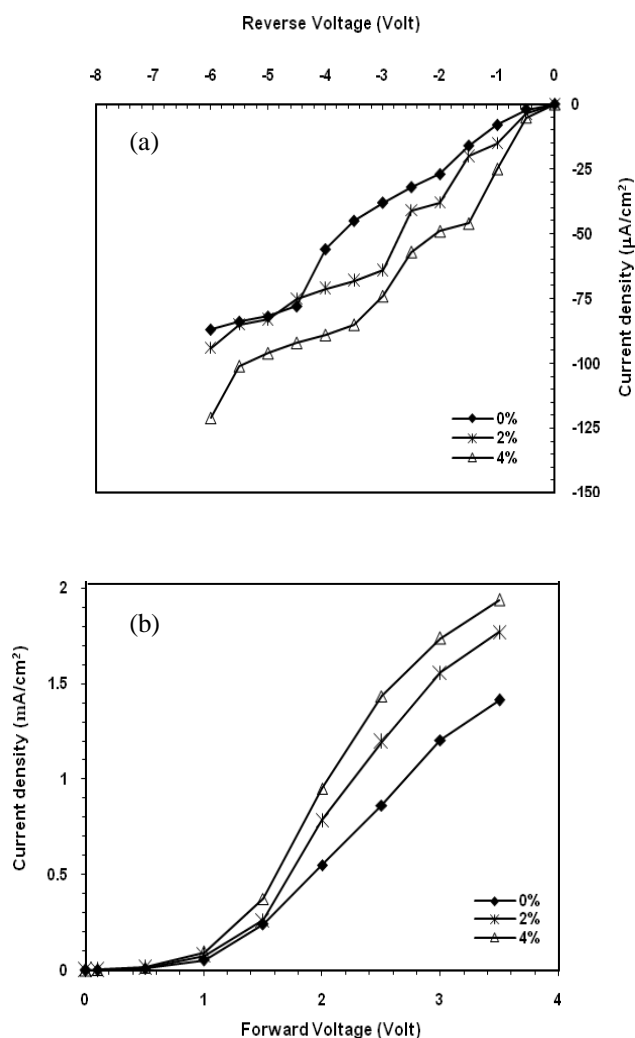 Reverse Voltage (Volt)
-8 -7 -6 -5 -4 -3 -2 -1 0
(a)
0
-25
-50
-75
-100
-125
-150
Current density (µA/cm²)
0%
2%
4%
(b)
2
1.5
1
0.5
0
Current density (mA/cm²)
0%
2%
4%
0 1 2 3 4
Forward Voltage (Volt)